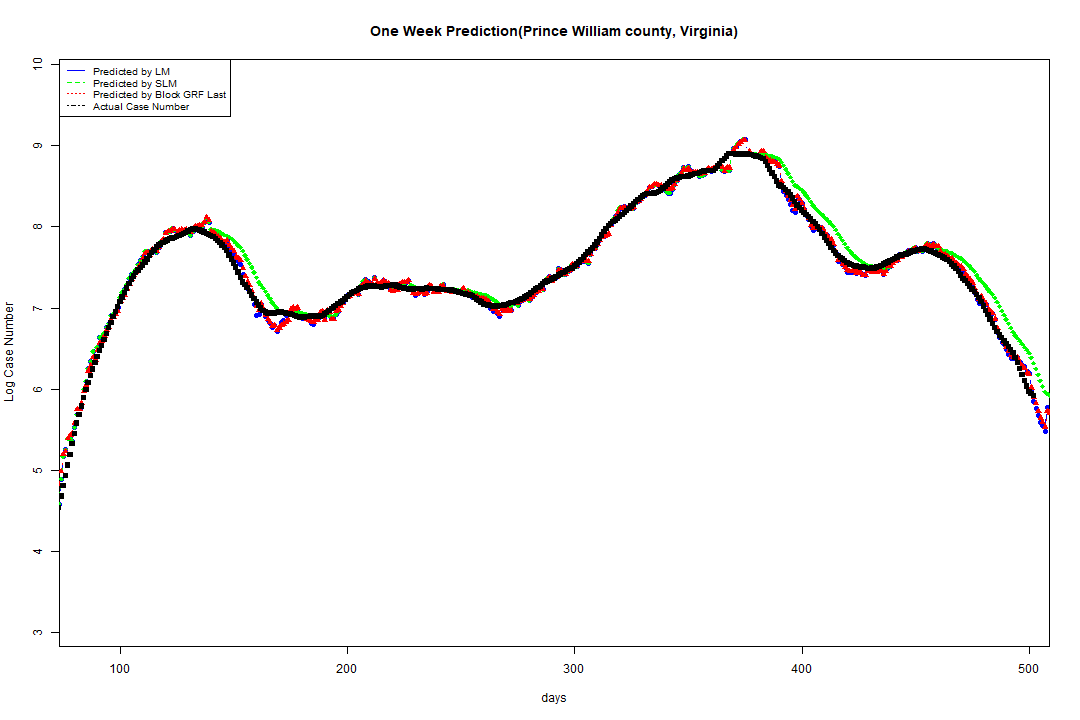 One Week Prediction(Prince William county, Virginia)
Predicted by LM
Predicted by SLM
Predicted by Block GRF Last
Actual Case Number
10
9
8
7
6
5
4
3
Log Case Number
100 200 300 400 500
days